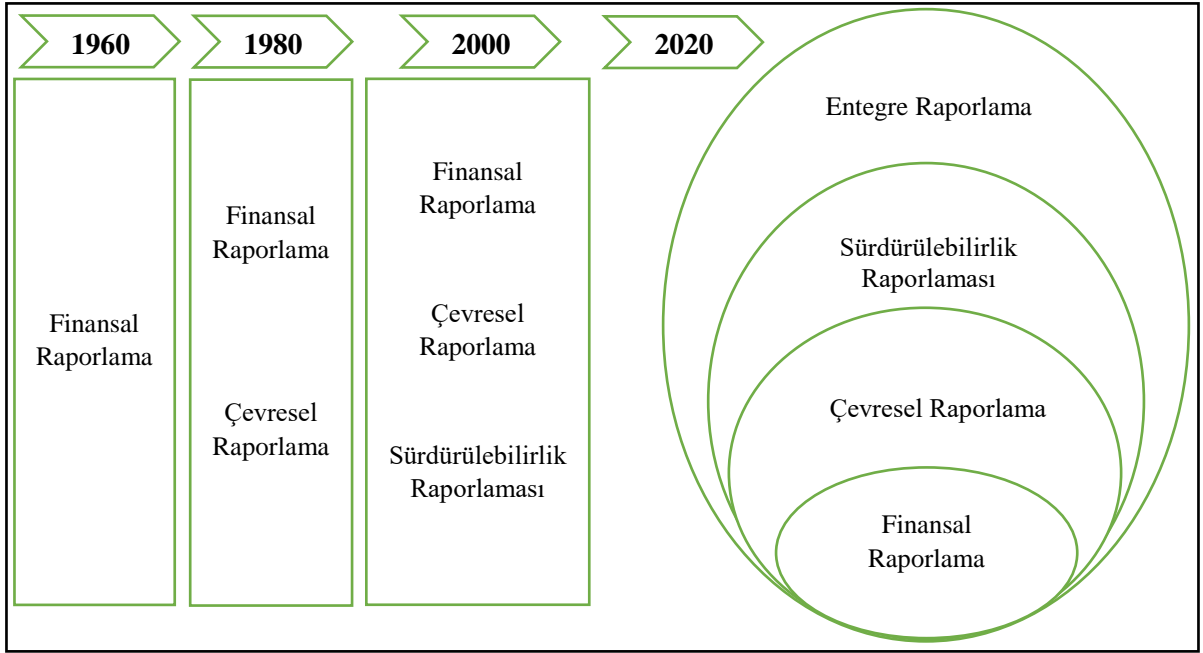 1960
1980
2000
2020
Finansal
Raporlama
Finansal
Raporlama
Çevresel
Raporlama
Finansal
Raporlama
Çevresel
Raporlama
Sürdürülebilirlik
Raporlaması
Entegre Raporlama
Sürdürülebilirlik
Raporlaması
Çevresel Raporlama
Finansal
Raporlama